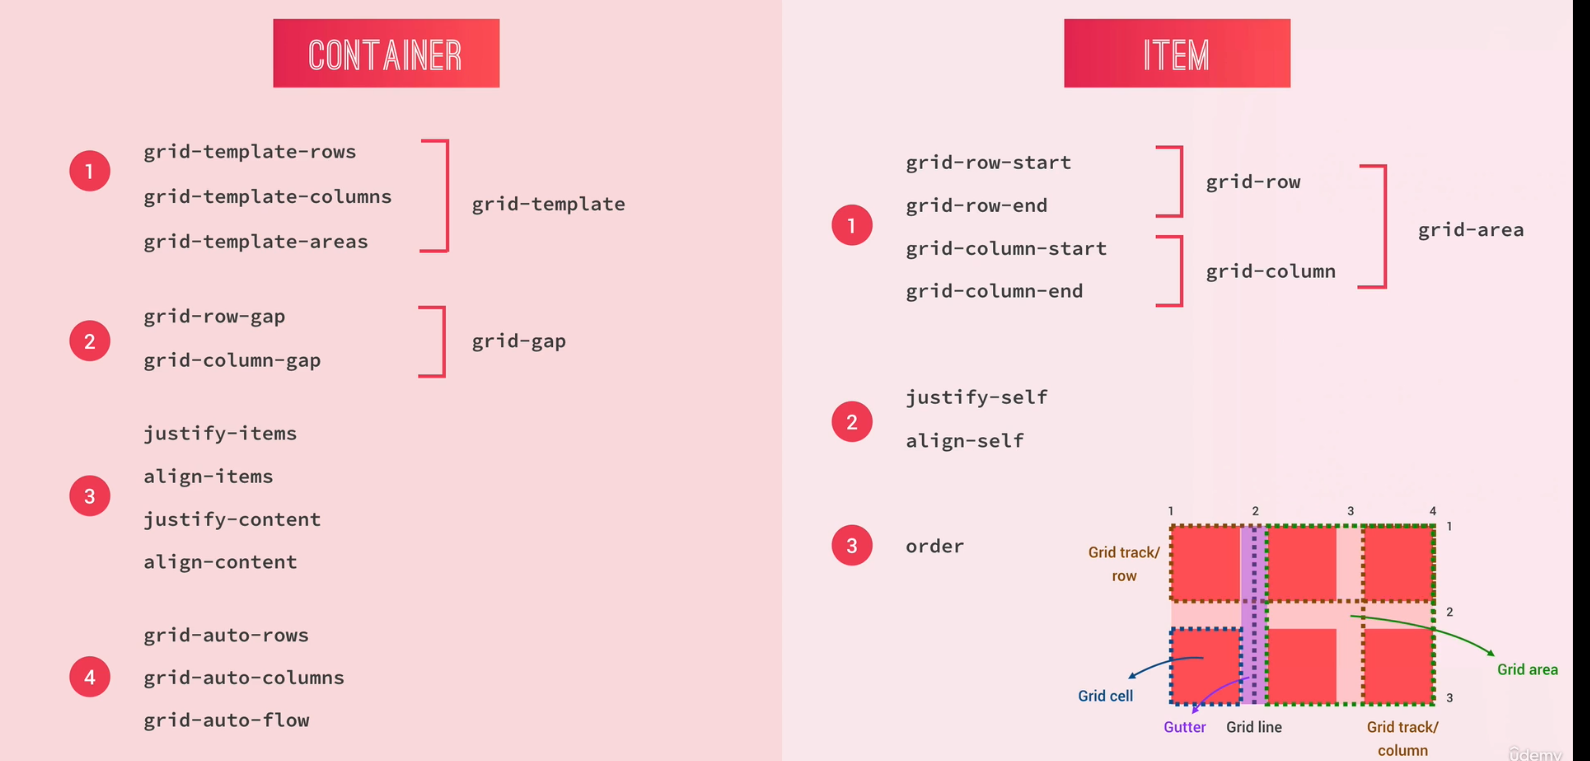 CONTAINER
1
grid-template-rows
grid-template-columns
grid-template-areas
grid-template
2
grid-row-gap
grid-column-gap
grid-gap
3
justify-items
align-items
justify-content
align-content
4
grid-auto-rows
grid-auto-columns
grid-auto-flow
ITEM
1
grid-row-start
grid-row-end
grid-column-start
grid-column-end
grid-row
grid-column
grid-area
2
justify-self
align-self
3
order
1 2 3 4
1
2
3
Grid track/
row
Grid cell
Gutter
Grid line
Grid track/
column
Grid area
ûdemy